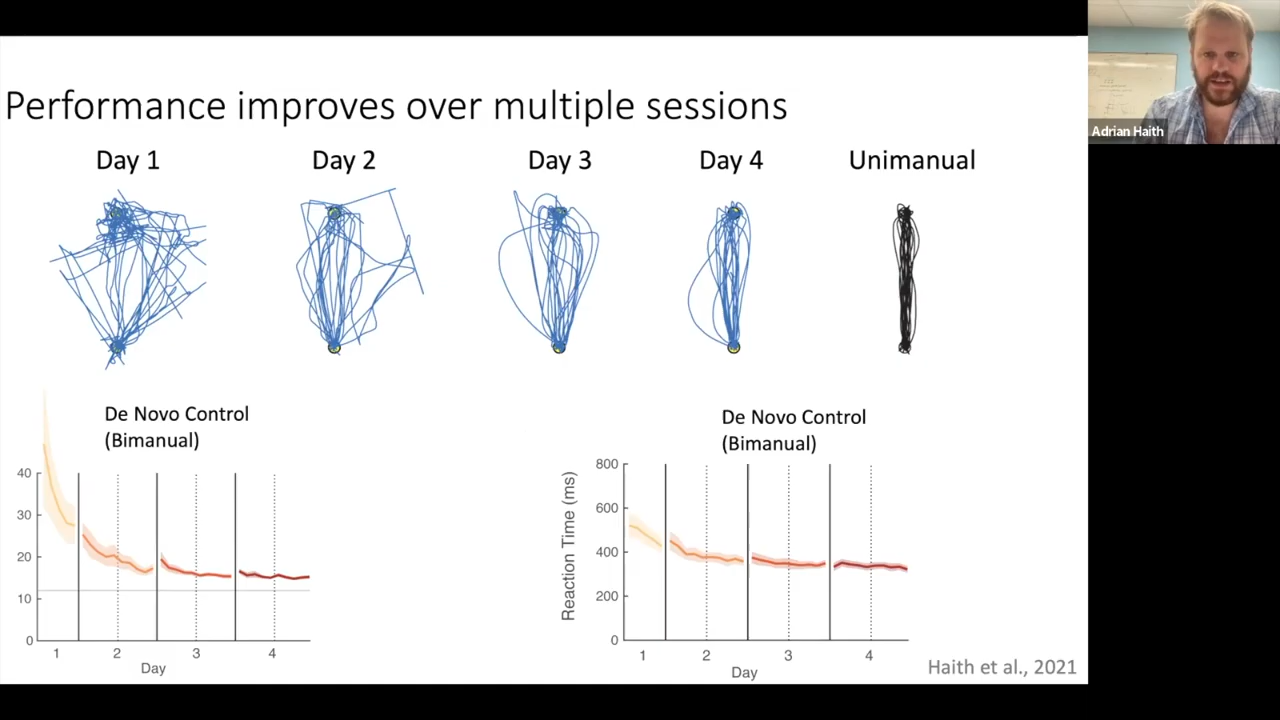 Performance improves over multiple sessions
Day 1
Day 2
Day 3
Day 4
Unimanual
De Novo Control
(Bimanual)
40
30
20
10
0
1
2
3
4
Day
De Novo Control
(Bimanual)
Reaction Time (ms)
800
600
400
200
0
1
2
3
4
Day
Haith et al., 2021
Adrian Haith